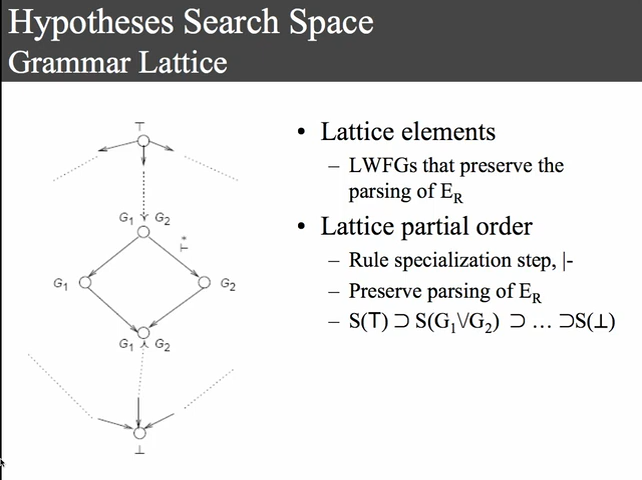 Hypotheses Search Space
Grammar Lattice
⊤
G₁ ⋎ G₂
⊢*
G₁
G₂
G₁ ⋏ G₂
⊥
• Lattice elements
– LWFGs that preserve the
parsing of E_R
• Lattice partial order
– Rule specialization step, |-
– Preserve parsing of E_R
– S(⊤) ⊃ S(G₁\/G₂) ⊃ … ⊃S(⊥)